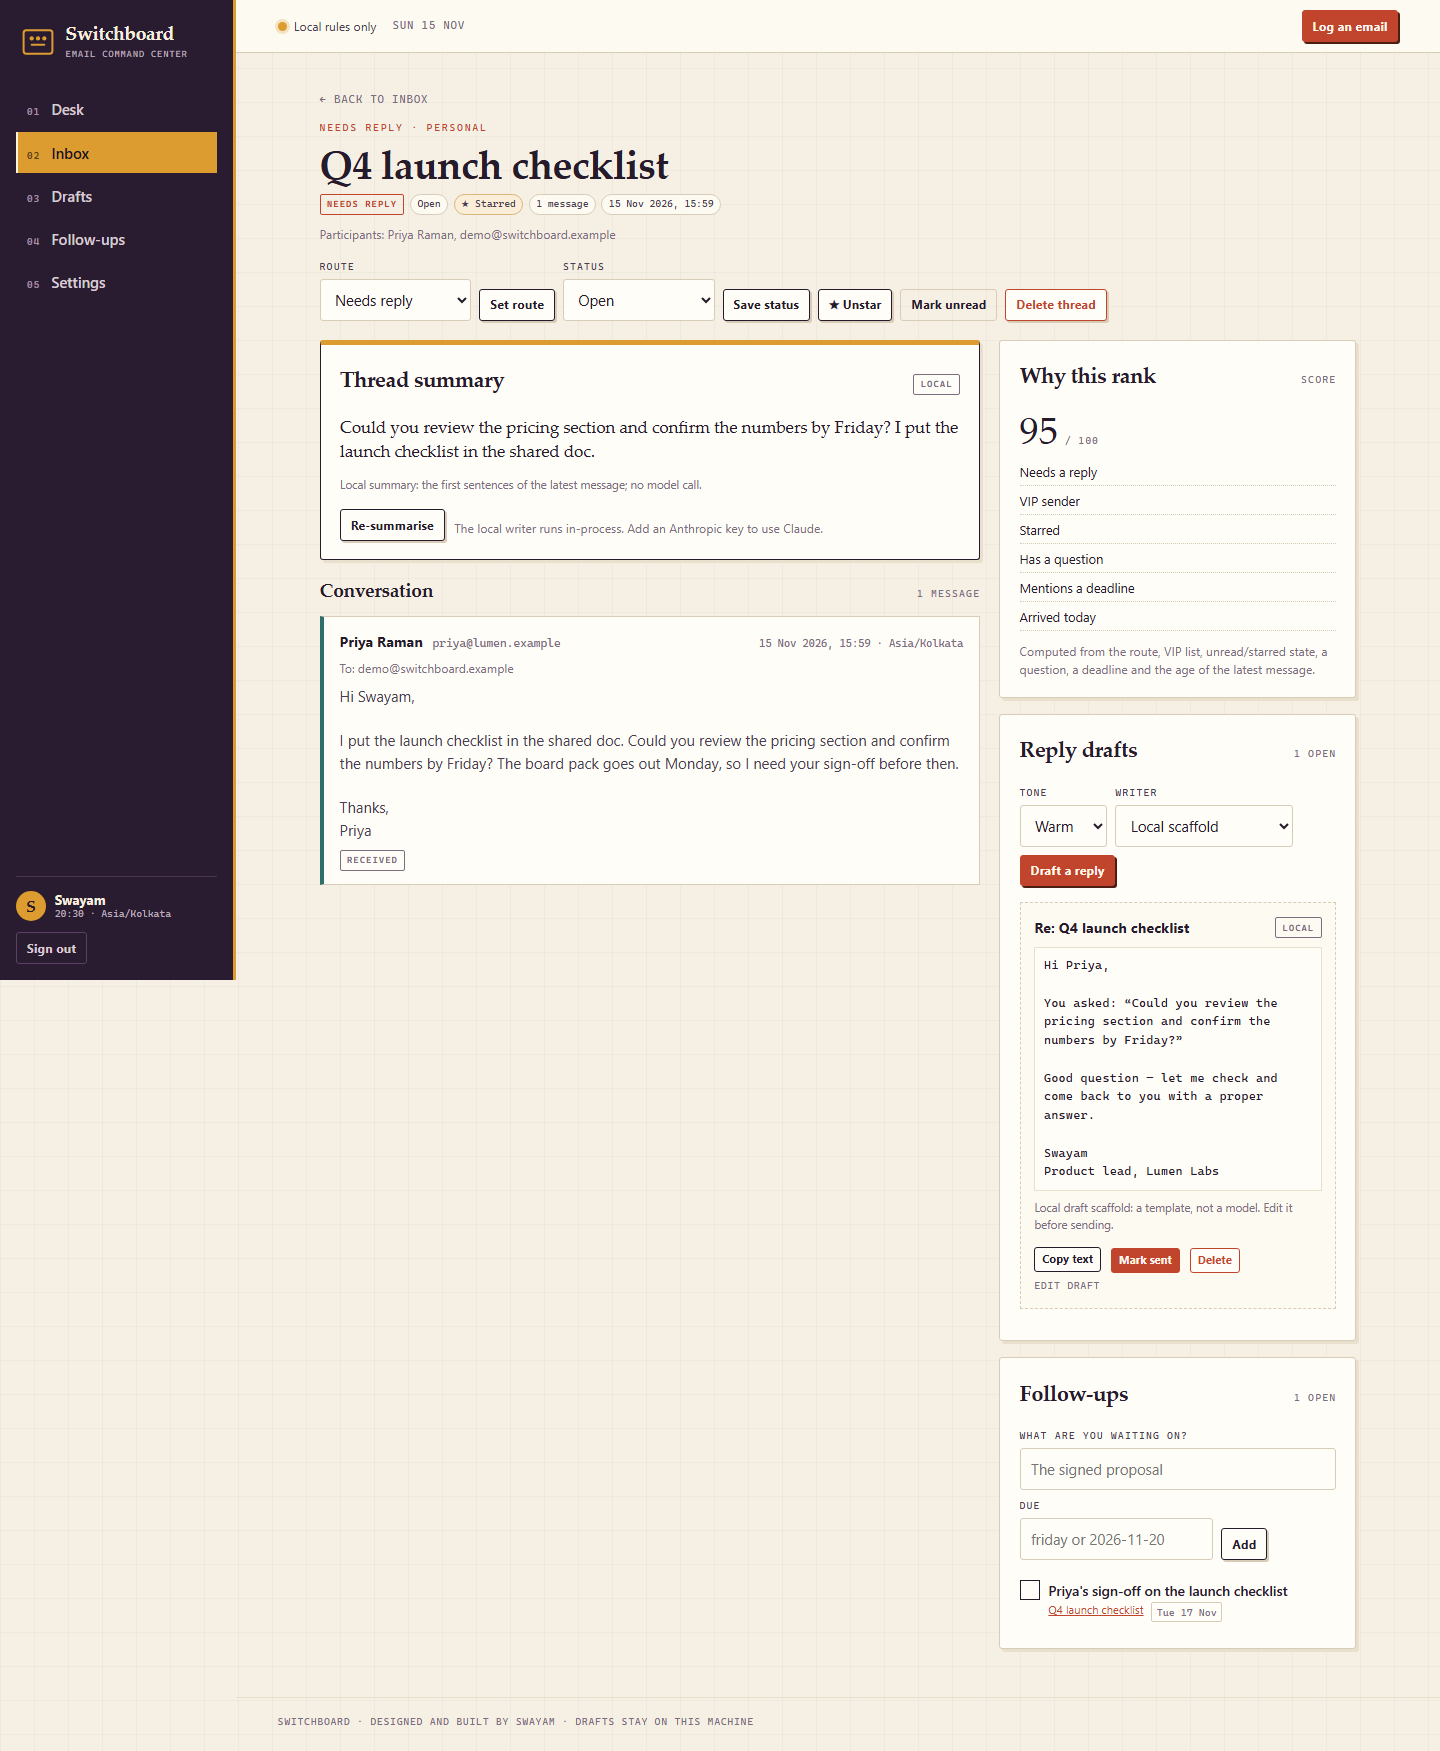 Switchboard
EMAIL COMMAND CENTER
01 Desk
02 Inbox
03 Drafts
04 Follow-ups
05 Settings
S
Swayam
20:30 · Asia/Kolkata
Sign out
Local rules only
SUN 15 NOV
Log an email
← BACK TO INBOX
NEEDS REPLY · PERSONAL
Q4 launch checklist
NEEDS REPLY
Open
★ Starred
1 message
15 Nov 2026, 15:59
Participants: Priya Raman, demo@switchboard.example
ROUTE
Needs reply
Set route
STATUS
Open
Save status
★ Unstar
Mark unread
Delete thread
Thread summary
LOCAL
Could you review the pricing section and confirm the numbers by Friday? I put the
launch checklist in the shared doc.
Local summary: the first sentences of the latest message; no model call.
Re-summarise
The local writer runs in-process. Add an Anthropic key to use Claude.
Conversation
1 MESSAGE
Priya Raman priya@lumen.example
15 Nov 2026, 15:59 · Asia/Kolkata
To: demo@switchboard.example
Hi Swayam,
I put the launch checklist in the shared doc. Could you review the pricing section and confirm
the numbers by Friday? The board pack goes out Monday, so I need your sign-off before then.
Thanks,
Priya
RECEIVED
Why this rank
SCORE
95 / 100
Needs a reply
VIP sender
Starred
Has a question
Mentions a deadline
Arrived today
Computed from the route, VIP list, unread/starred state, a
question, a deadline and the age of the latest message.
Reply drafts
1 OPEN
TONE
Warm
WRITER
Local scaffold
Draft a reply
Re: Q4 launch checklist
LOCAL
Hi Priya,
You asked: “Could you review the
pricing section and confirm the
numbers by Friday?”
Good question — let me check and
come back to you with a proper
answer.
Swayam
Product lead, Lumen Labs
Local draft scaffold: a template, not a model. Edit it
before sending.
Copy text
Mark sent
Delete
EDIT DRAFT
Follow-ups
1 OPEN
WHAT ARE YOU WAITING ON?
The signed proposal
DUE
friday or 2026-11-20
Add
Priya's sign-off on the launch checklist
Q4 launch checklist
Tue 17 Nov
SWITCHBOARD · DESIGNED AND BUILT BY SWAYAM · DRAFTS STAY ON THIS MACHINE